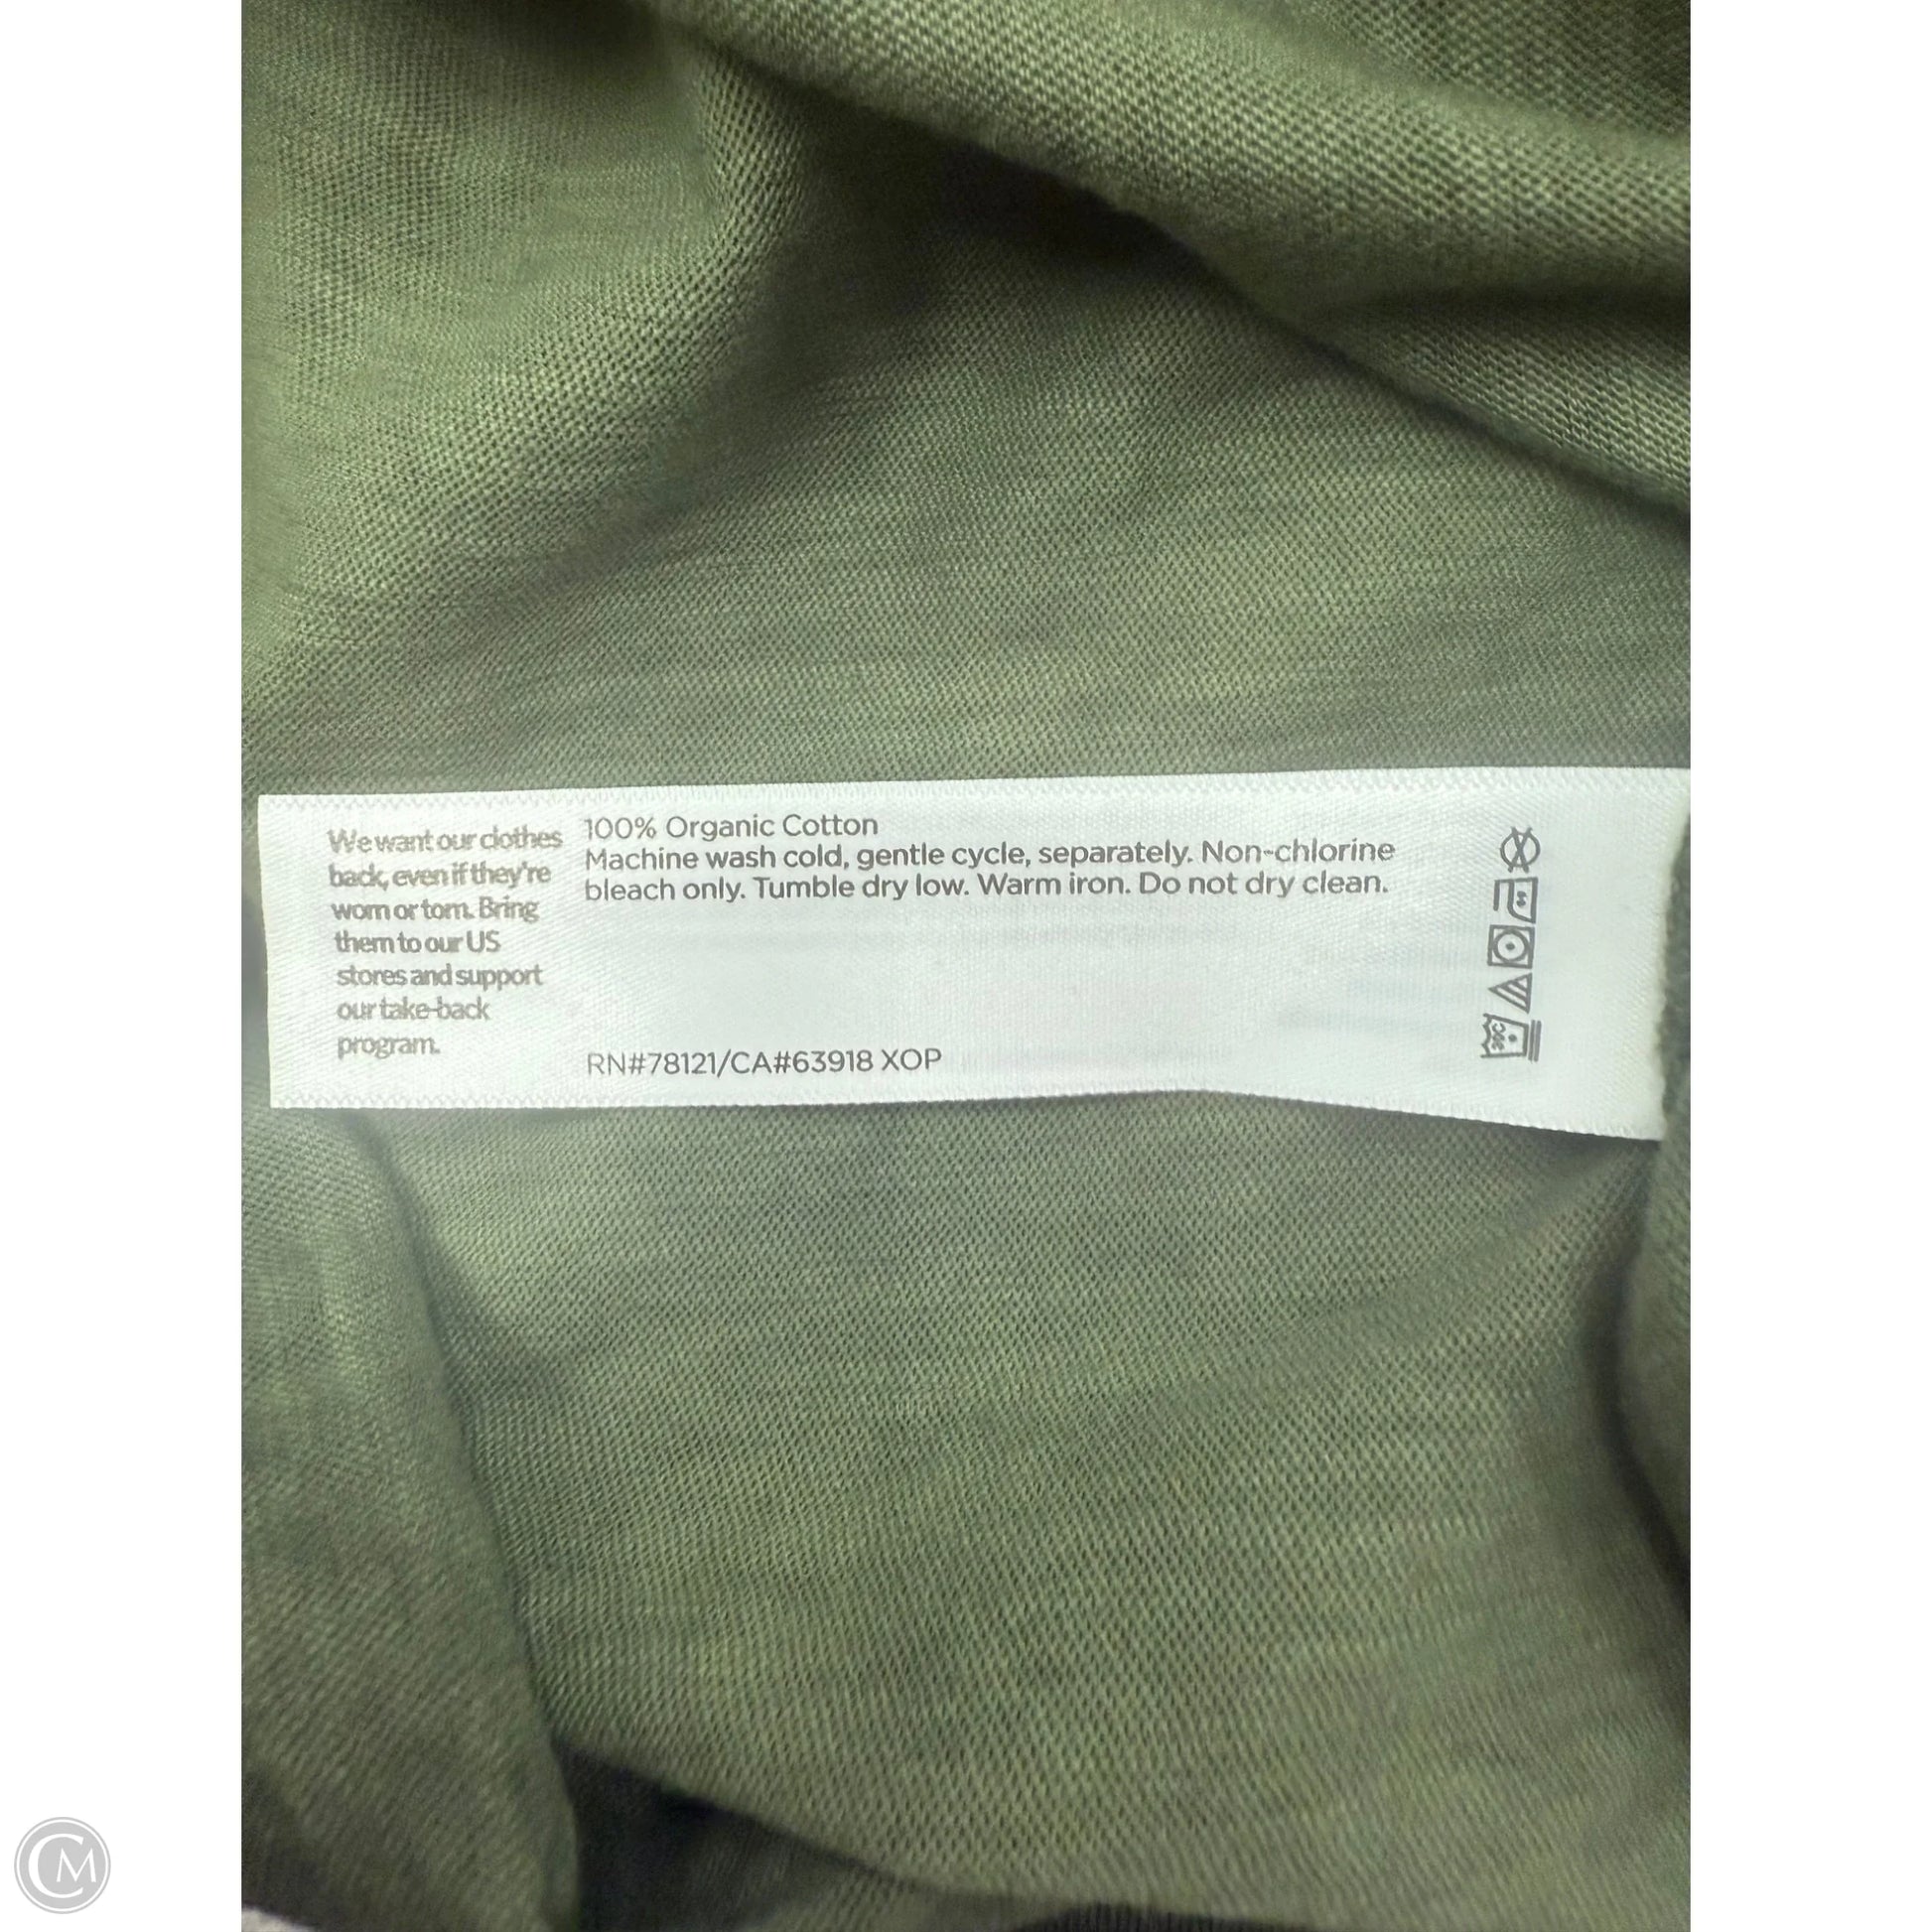 We want our clothes
back, even if they're
worn or torn. Bring
them to our US
stores and support
our take-back
program.
100% Organic Cotton
Machine wash cold, gentle cycle, separately. Non-chlorine
bleach only. Tumble dry low. Warm iron. Do not dry clean.
RN#78121/CA#63918 XOP
CM